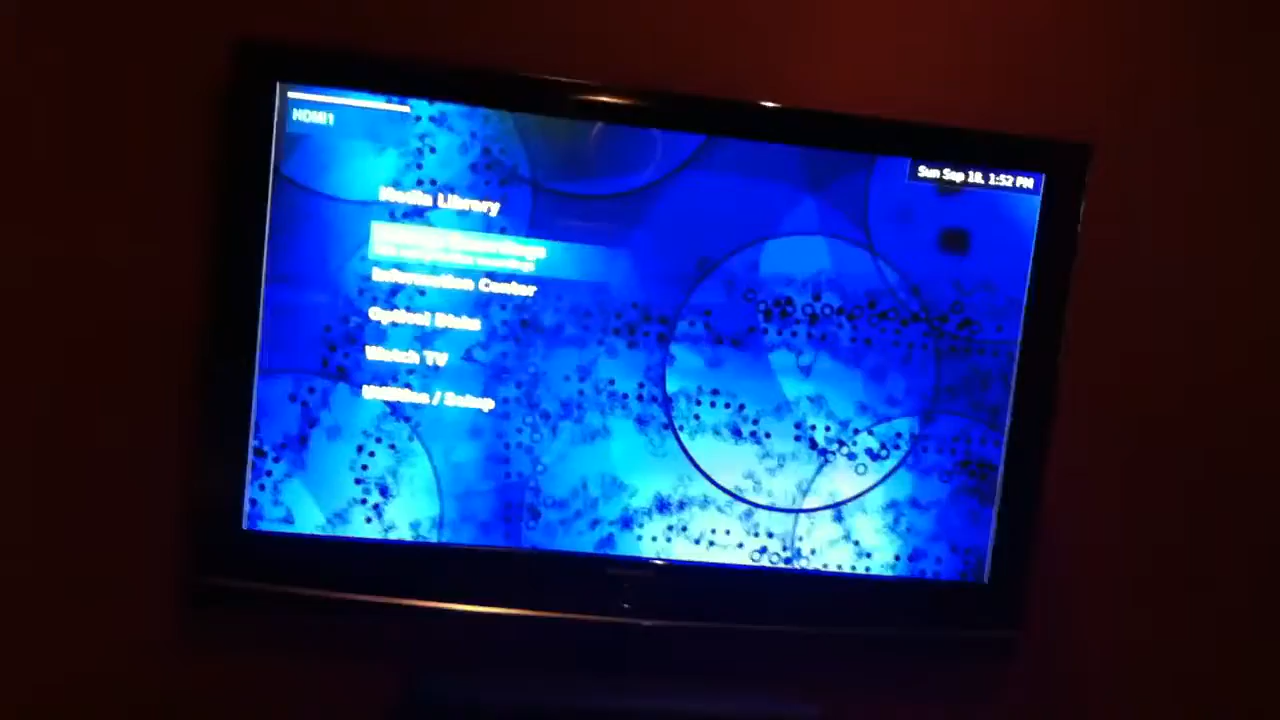 HDMI1
Sun Sep 18, 1:52 PM
Media Library
Information Center
Optical Disks
Watch TV
Utilities / Setup